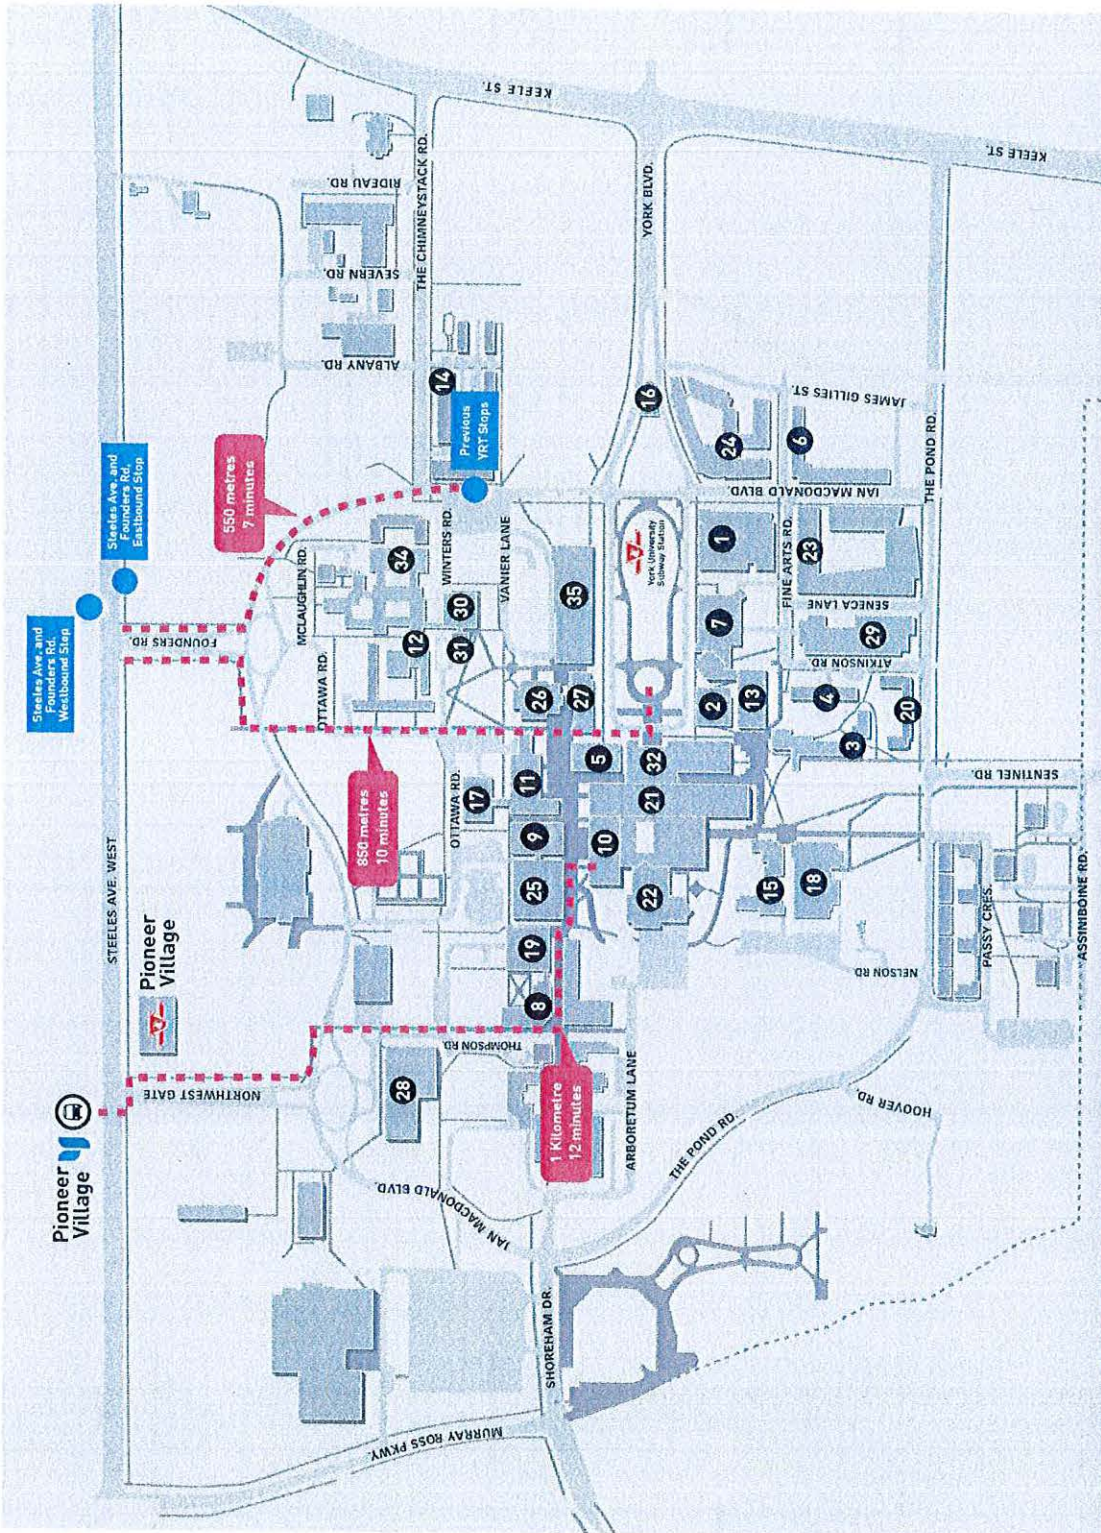 Pioneer
Village
Pioneer
Village
Steeles Ave. and
Founders Rd.
Westbound Stop
Steeles Ave. and
Founders Rd.
Eastbound Stop
STEELES AVE. WEST
KEELE ST.
550 metres
7 minutes
RIDEAU RD.
SEVERN RD.
THE CHIMNEYSTACK RD.
ALBANY RD.
14
Previous
YRT Stops
NORTHWEST GATE
FOUNDERS RD.
MCLAUGHLIN RD.
OTTAWA RD.
34
WINTERS RD.
30
VANIER LANE
12
31
850 metres
10 minutes
OTTAWA RD.
17
28
THOMPSON RD.
8
19
25
9
11
26
27
35
YORK BLVD.
16
York University
Subway Station
1 Kilometre
12 minutes
ARBORETUM LANE
IAN MACDONALD BLVD.
10
5
32
21
22
2
7
1
13
24
IAN MACDONALD BLVD.
6
JAMES GILLIES ST.
FINE ARTS RD.
23
SENECA LANE
29
ATKINSON RD.
4
3
20
15
18
THE POND RD.
KEELE ST.
SENTINEL RD.
NELSON RD
PASSY CRES.
ASSINIBOINE RD.
THE POND RD.
HOOVER RD.
SHOREHAM DR.
MURRAY ROSS PKWY.